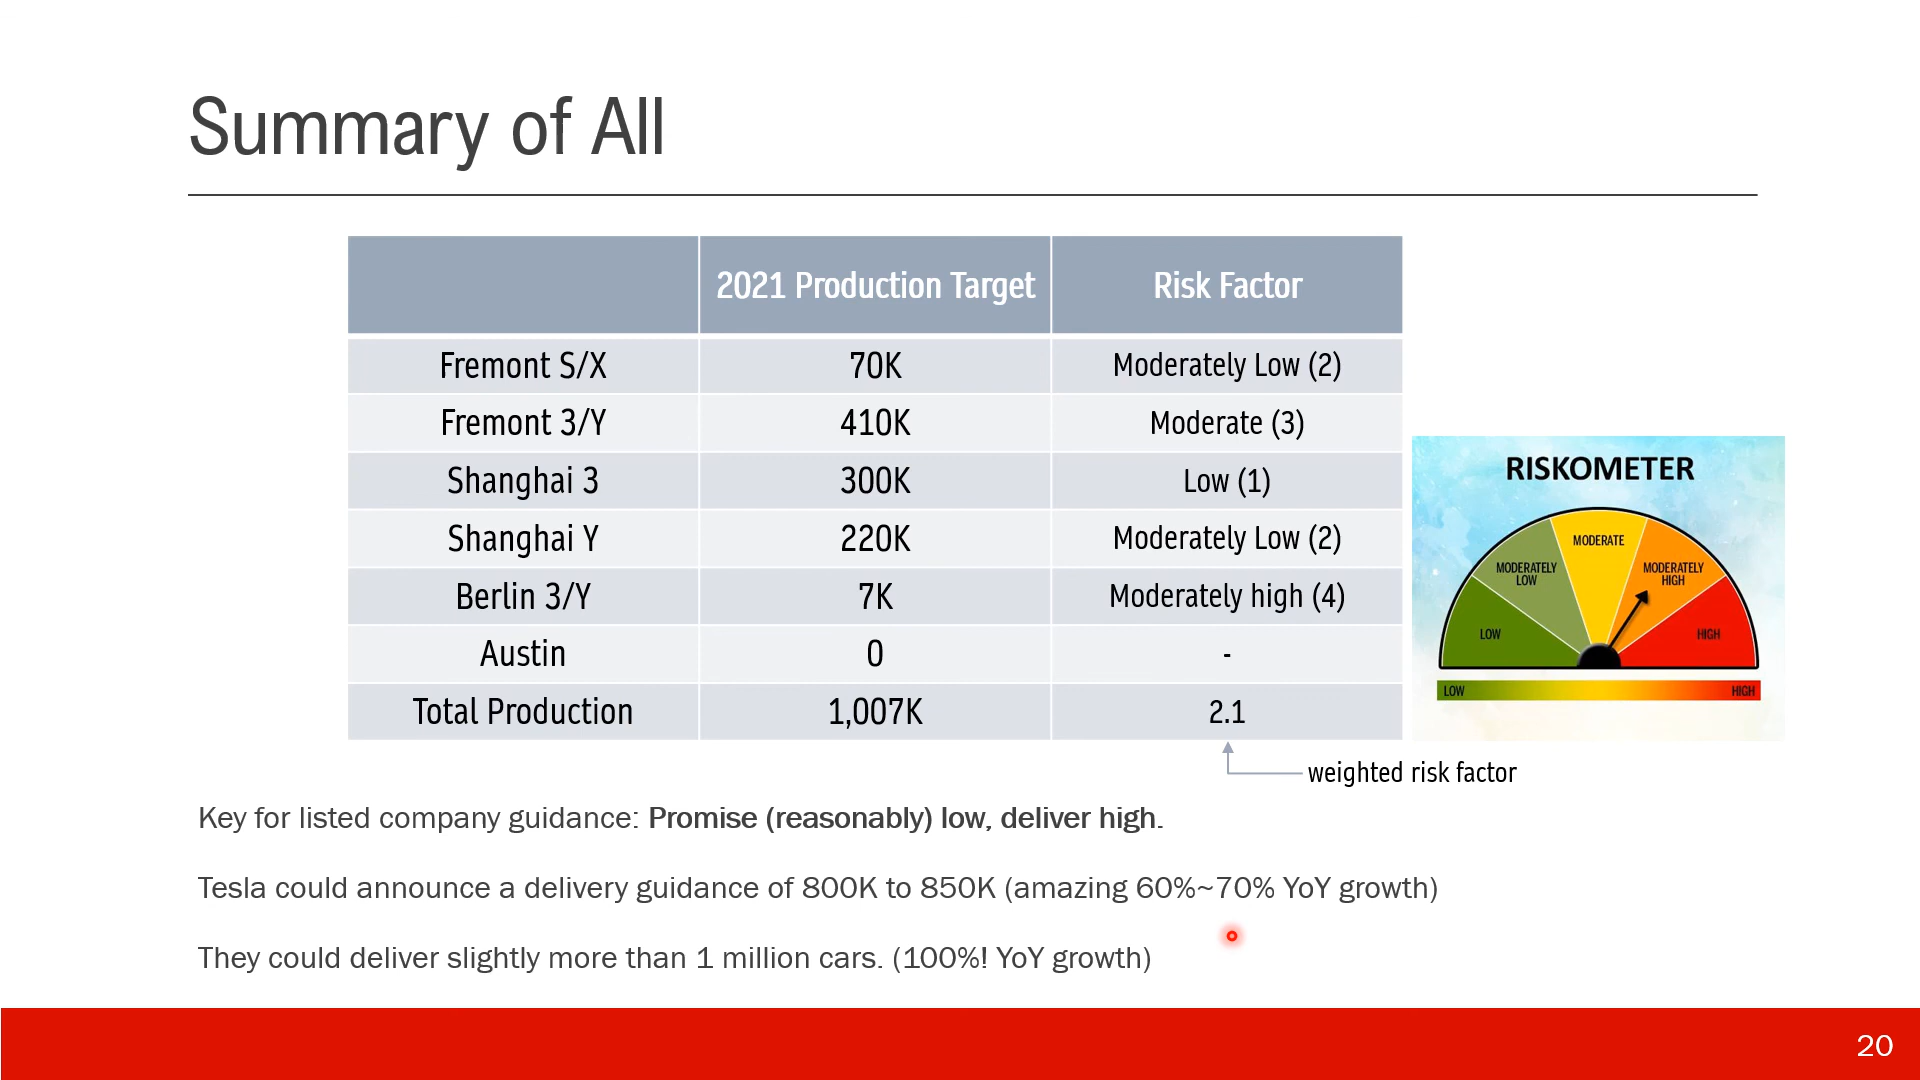 Summary of All
2021 Production Target Risk Factor
Fremont S/X 70K Moderately Low (2)
Fremont 3/Y 410K Moderate (3)
Shanghai 3 300K Low (1)
Shanghai Y 220K Moderately Low (2)
Berlin 3/Y 7K Moderately high (4)
Austin 0 -
Total Production 1,007K 2.1
weighted risk factor
RISKOMETER
MODERATE
MODERATELY
LOW
MODERATELY
HIGH
LOW
HIGH
LOW HIGH
Key for listed company guidance: Promise (reasonably) low, deliver high.
Tesla could announce a delivery guidance of 800K to 850K (amazing 60%~70% YoY growth)
They could deliver slightly more than 1 million cars. (100%! YoY growth)
20